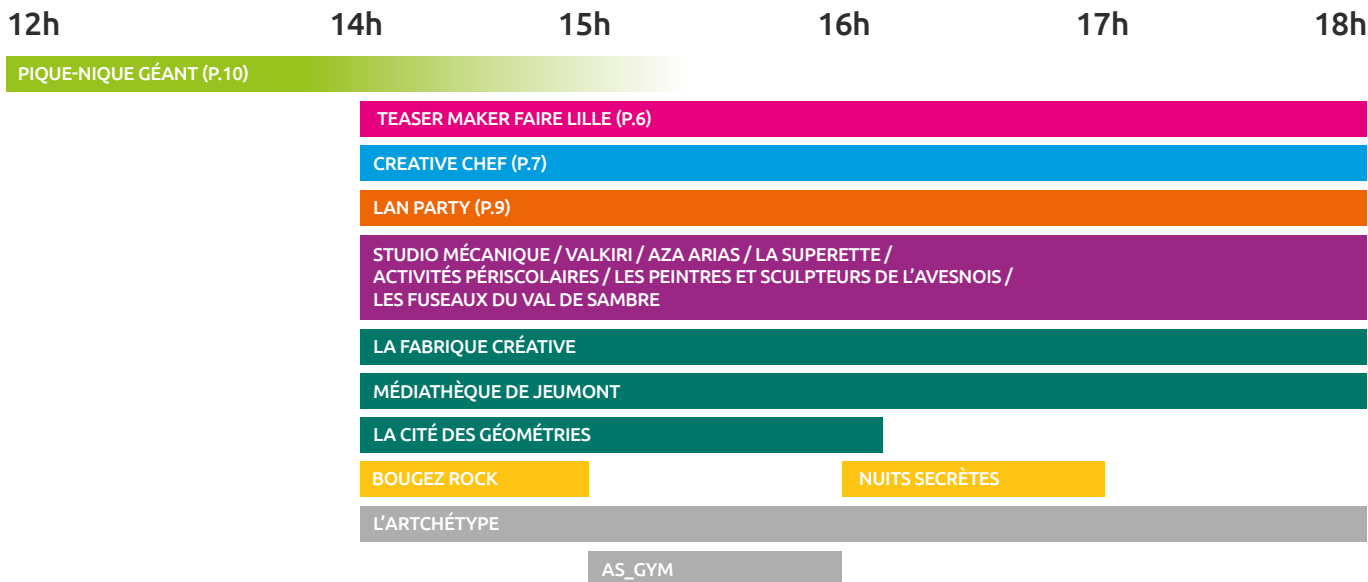 12h 14h 15h 16h 17h 18h
PIQUE-NIQUE GÉANT (P.10)
TEASER MAKER FAIRE LILLE (P.6)
CREATIVE CHEF (P.7)
LAN PARTY (P.9)
STUDIO MÉCANIQUE / VALKIRI / AZA ARIAS / LA SUPERETTE /
ACTIVITÉS PÉRISCOLAIRES / LES PEINTRES ET SCULPTEURS DE L'AVESNOIS /
LES FUSEAUX DU VAL DE SAMBRE
LA FABRIQUE CRÉATIVE
MÉDIATHÈQUE DE JEUMONT
LA CITÉ DES GÉOMÉTRIES
BOUGEZ ROCK NUITS SECRÈTES
L'ARTCHÉTYPE
AS_GYM